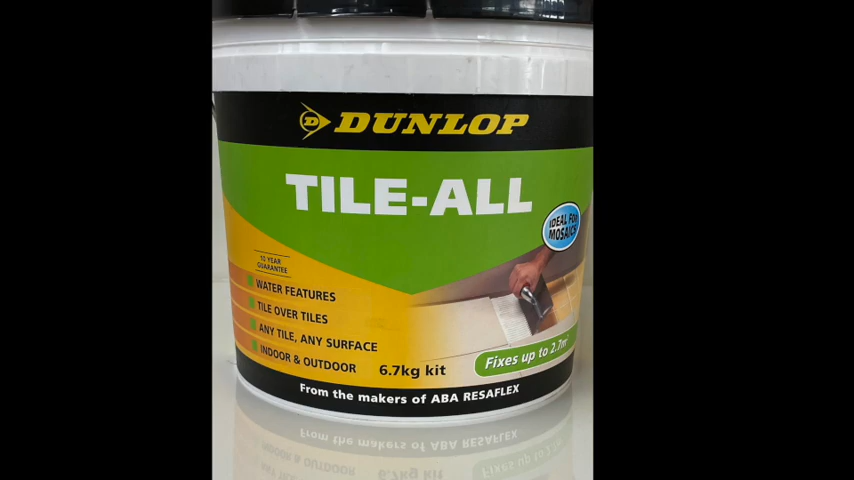 DUNLOP
TILE-ALL
IDEAL FOR
MOSAICS
10 YEAR
GUARANTEE
WATER FEATURES
TILE OVER TILES
ANY TILE, ANY SURFACE
INDOOR & OUTDOOR
6.7kg kit
Fixes up to 2.7m²
From the makers of ABA RESAFLEX